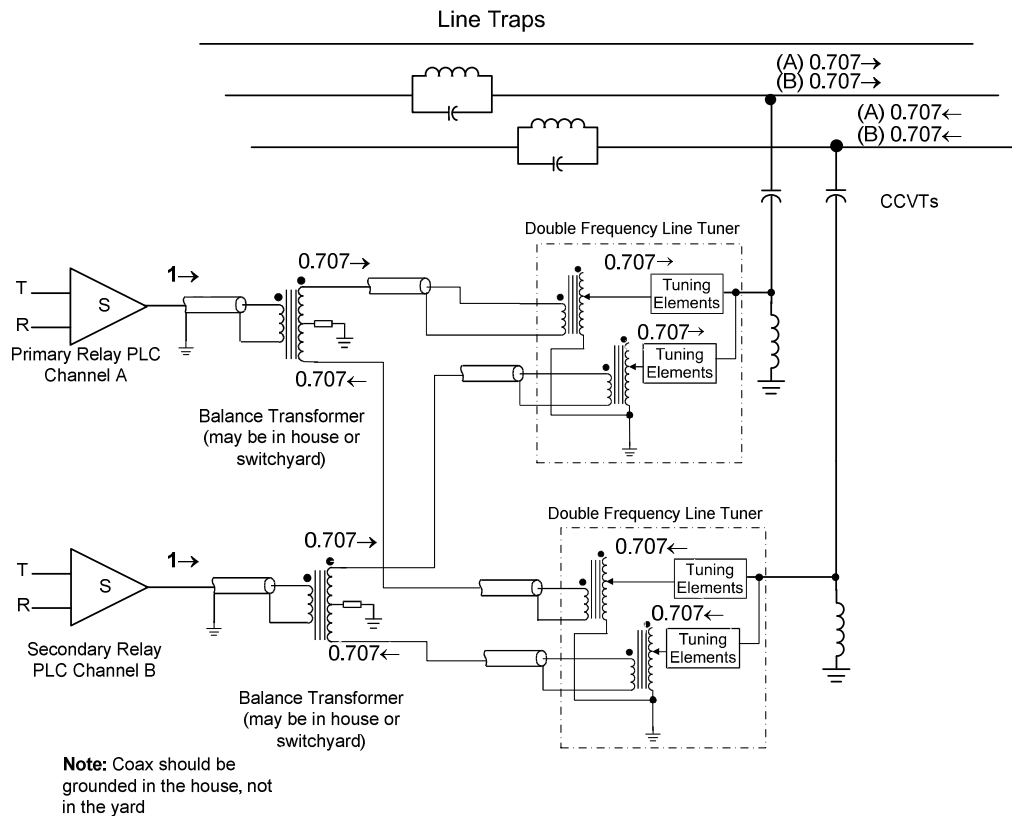 Line Traps
(A) 0.707→
(B) 0.707→
(A) 0.707←
(B) 0.707←
CCVTs
Double Frequency Line Tuner
0.707→
Tuning
Elements
0.707→
Tuning
Elements
T
R
S
1→
0.707→
0.707←
Primary Relay PLC
Channel A
Balance Transformer
(may be in house or
switchyard)
Double Frequency Line Tuner
0.707←
Tuning
Elements
0.707←
Tuning
Elements
T
R
S
1→
0.707→
0.707←
Secondary Relay
PLC Channel B
Balance Transformer
(may be in house or
switchyard)
Note: Coax should be
grounded in the house, not
in the yard